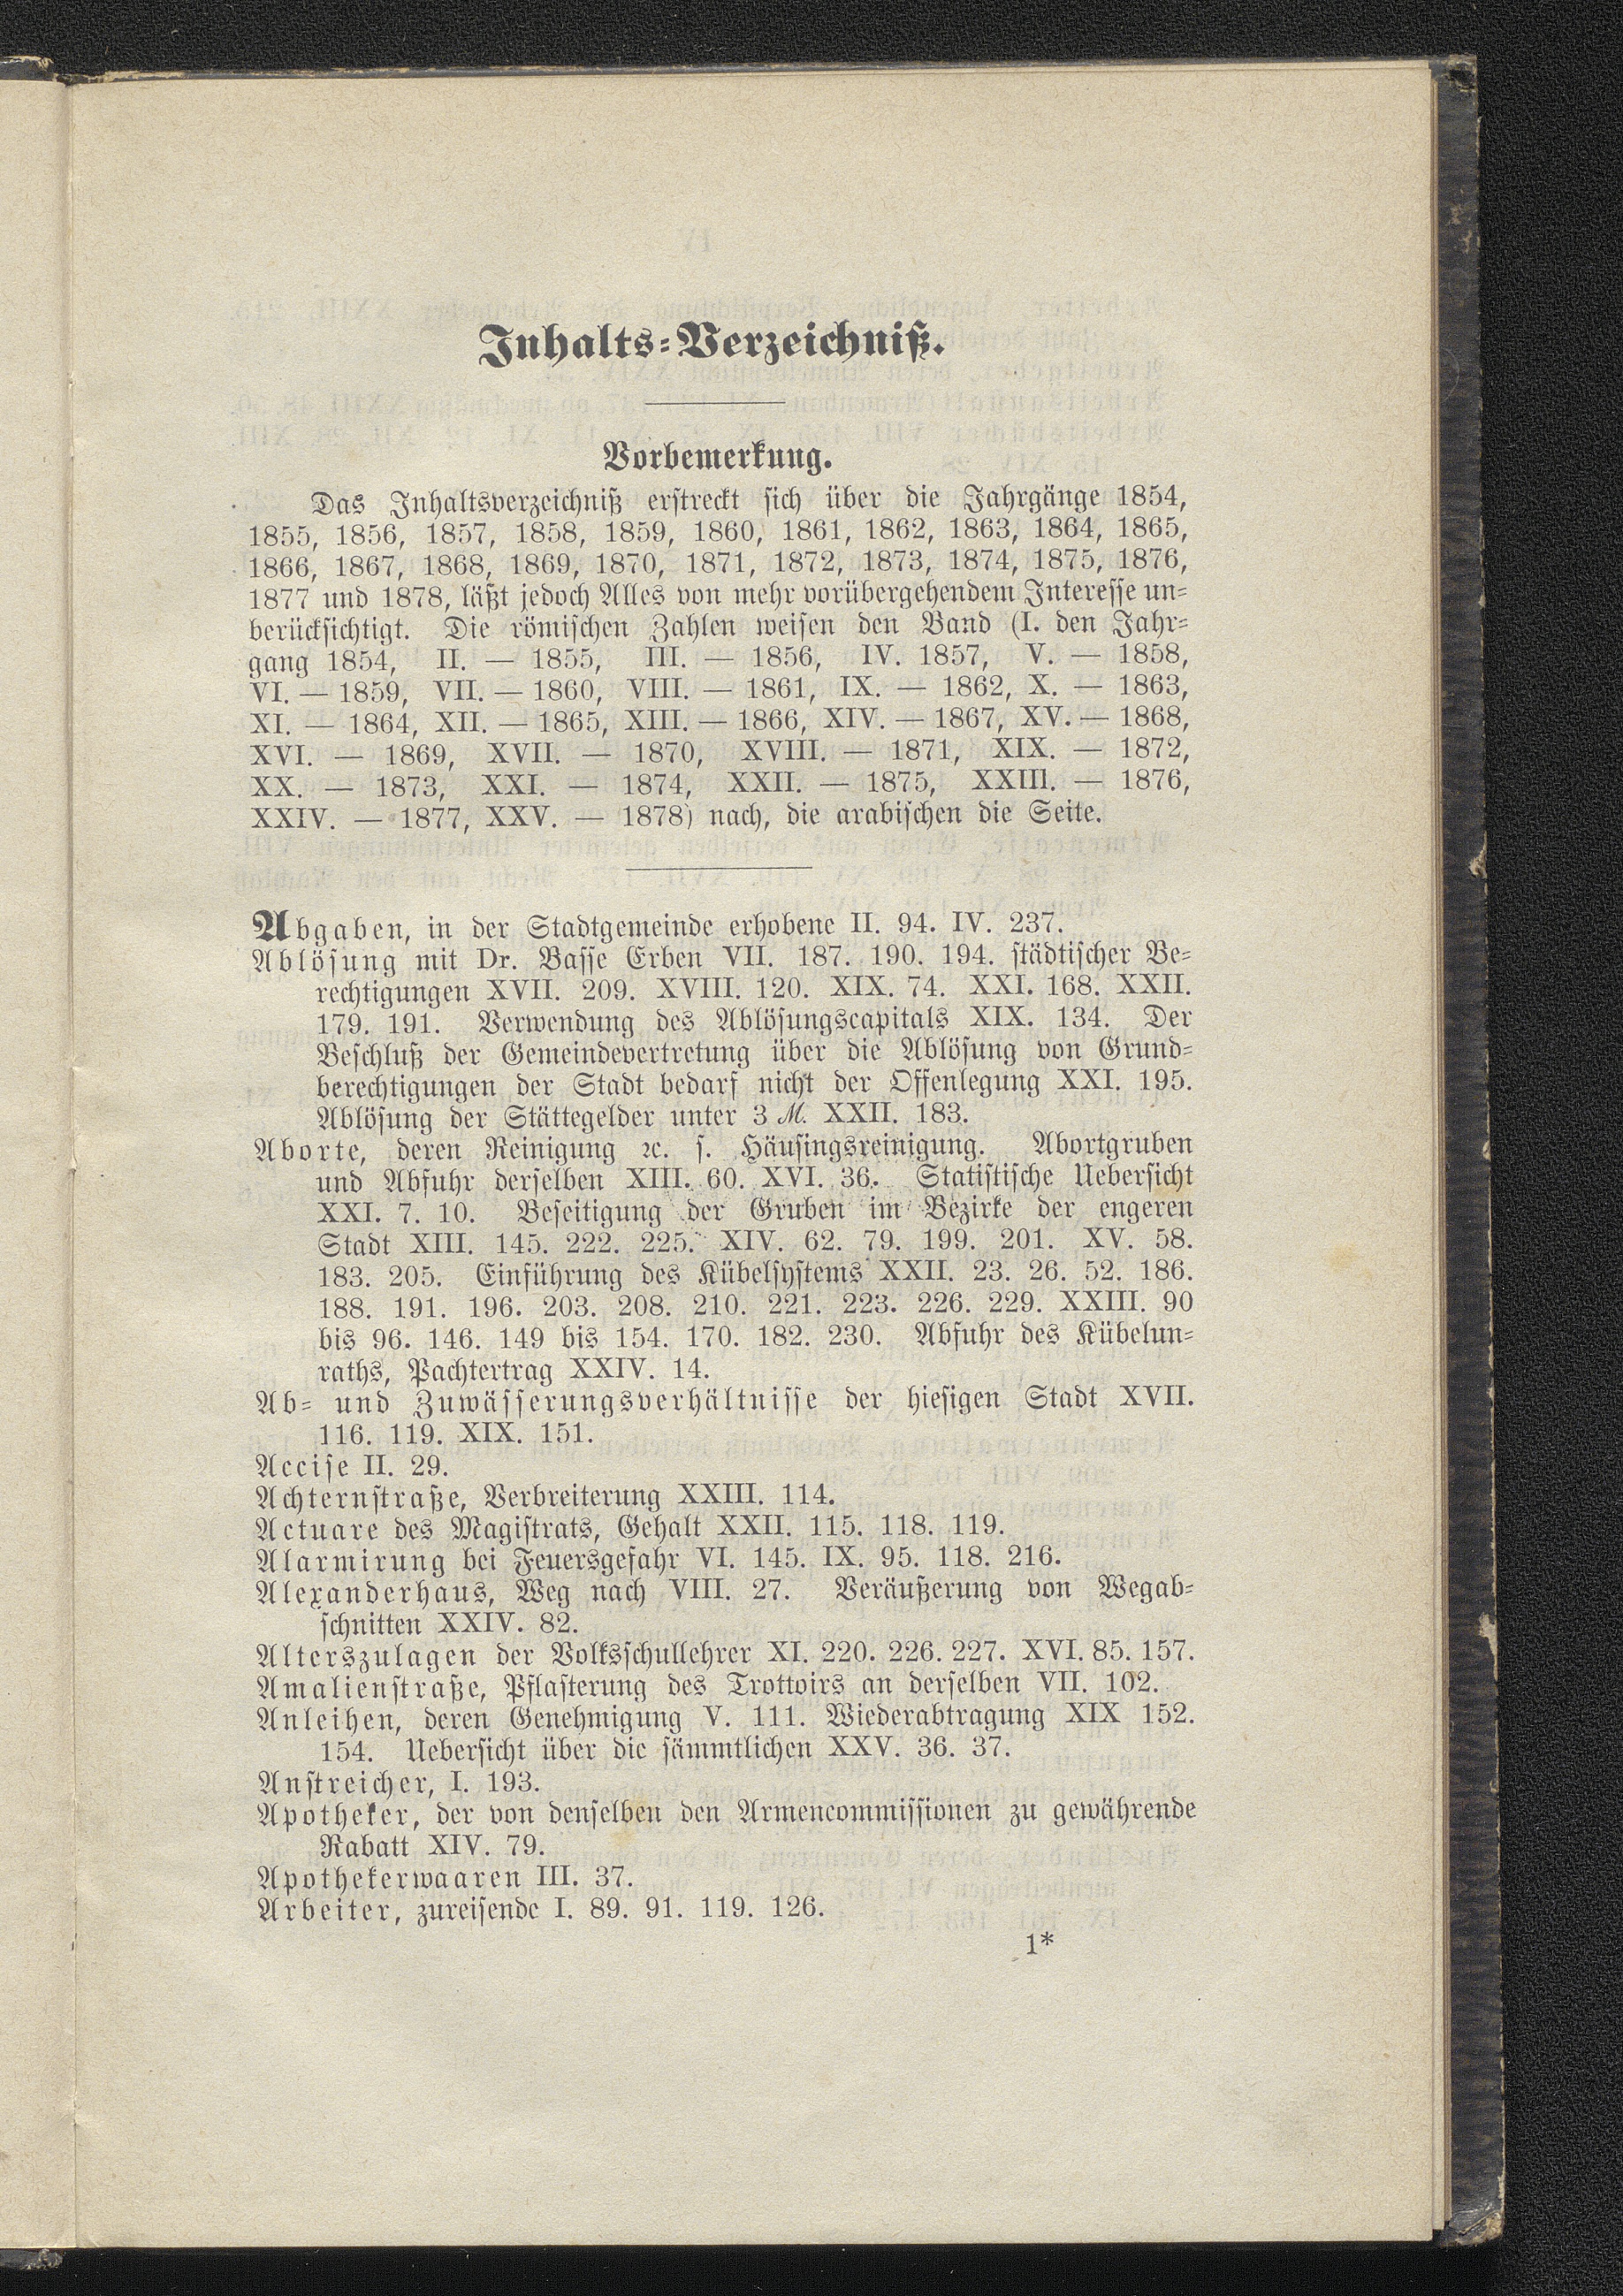 Inhalts-Verzeichniß.
Vorbemerkung.
Das Inhaltsverzeichniß erstreckt sich über die Jahrgänge 1854,
1855, 1856, 1857, 1858, 1859, 1860, 1861, 1862, 1863, 1864, 1865,
1866, 1867, 1868, 1869, 1870, 1871, 1872, 1873, 1874, 1875, 1876,
1877 und 1878, läßt jedoch Alles von mehr vorübergehendem Interesse un-
berücksichtigt. Die römischen Zahlen weisen den Band (I. den Jahr-
gang 1854, II. — 1855, III. — 1856, IV. 1857, V. — 1858,
VI. — 1859, VII. — 1860, VIII. — 1861, IX. — 1862, X. — 1863,
XI. — 1864, XII. — 1865, XIII. — 1866, XIV. — 1867, XV. — 1868,
XVI. — 1869, XVII. — 1870, XVIII. — 1871, XIX. — 1872,
XX. — 1873, XXI. — 1874, XXII. — 1875, XXIII. — 1876,
XXIV. — 1877, XXV. — 1878) nach, die arabischen die Seite.
Abgaben, in der Stadtgemeinde erhobene II. 94. IV. 237.
Ablösung mit Dr. Basse Erben VII. 187. 190. 194. städtischer Be-
rechtigungen XVII. 209. XVIII. 120. XIX. 74. XXI. 168. XXII.
179. 191. Verwendung des Ablösungscapitals XIX. 134. Der
Beschluß der Gemeindevertretung über die Ablösung von Grund-
berechtigungen der Stadt bedarf nicht der Offenlegung XXI. 195.
Ablösung der Stättegelder unter 3 ℳ. XXII. 183.
Aborte, deren Reinigung ꝛc. s. Häusingsreinigung. Abortgruben
und Abfuhr derselben XIII. 60. XVI. 36. Statistische Uebersicht
XXI. 7. 10. Beseitigung der Gruben im Bezirke der engeren
Stadt XIII. 145. 222. 225. XIV. 62. 79. 199. 201. XV. 58.
183. 205. Einführung des Kübelsystems XXII. 23. 26. 52. 186.
188. 191. 196. 203. 208. 210. 221. 223. 226. 229. XXIII. 90
bis 96. 146. 149 bis 154. 170. 182. 230. Abfuhr des Kübelun-
raths, Pachtertrag XXIV. 14.
Ab- und Zuwässerungsverhältnisse der hiesigen Stadt XVII.
116. 119. XIX. 151.
Accise II. 29.
Achternstraße, Verbreiterung XXIII. 114.
Actuare des Magistrats, Gehalt XXII. 115. 118. 119.
Alarmirung bei Feuersgefahr VI. 145. IX. 95. 118. 216.
Alexanderhaus, Weg nach VIII. 27. Veräußerung von Wegab-
schnitten XXIV. 82.
Alterszulagen der Volksschullehrer XI. 220. 226. 227. XVI. 85. 157.
Amalienstraße, Pflasterung des Trottoirs an derselben VII. 102.
Anleihen, deren Genehmigung V. 111. Wiederabtragung XIX 152.
154. Uebersicht über die sämmtlichen XXV. 36. 37.
Anstreicher, I. 193.
Apotheker, der von denselben den Armencommissionen zu gewährende
Rabatt XIV. 79.
Apothekerwaaren III. 37.
Arbeiter, zureisende I. 89. 91. 119. 126.
1*